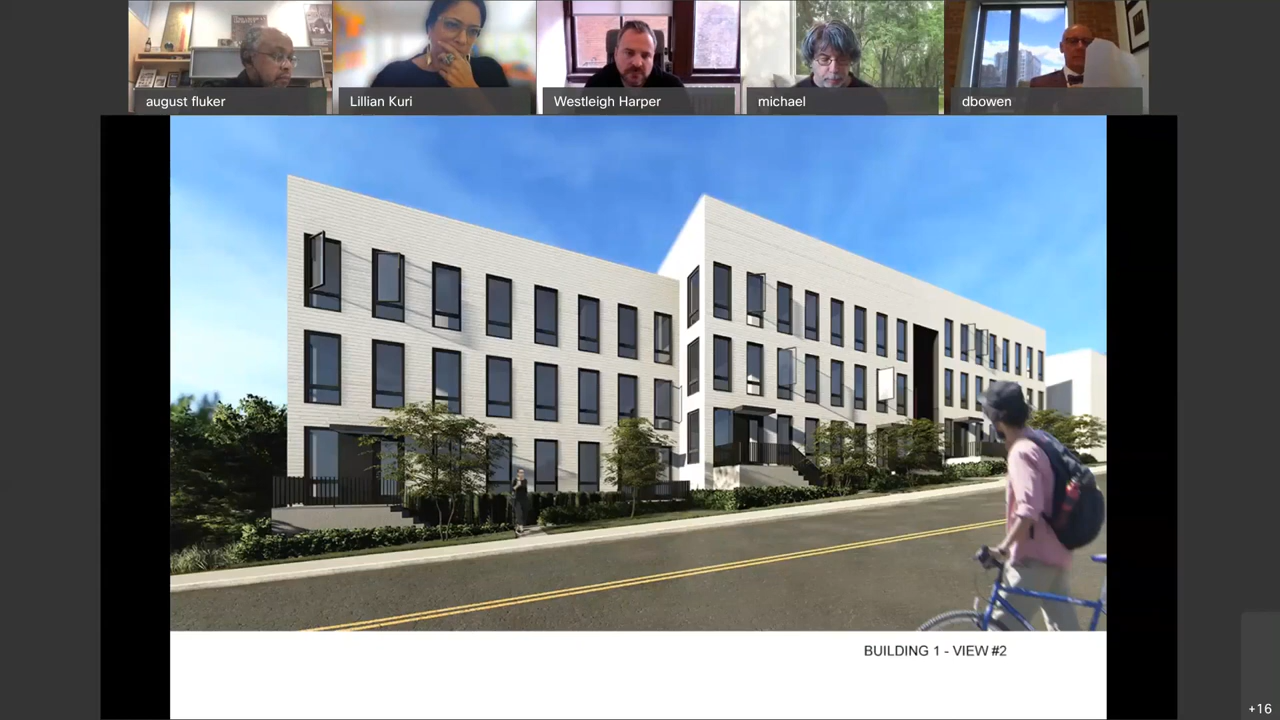 august fluker
Lillian Kuri
Westleigh Harper
michael
dbowen
BUILDING 1 - VIEW #2
+16